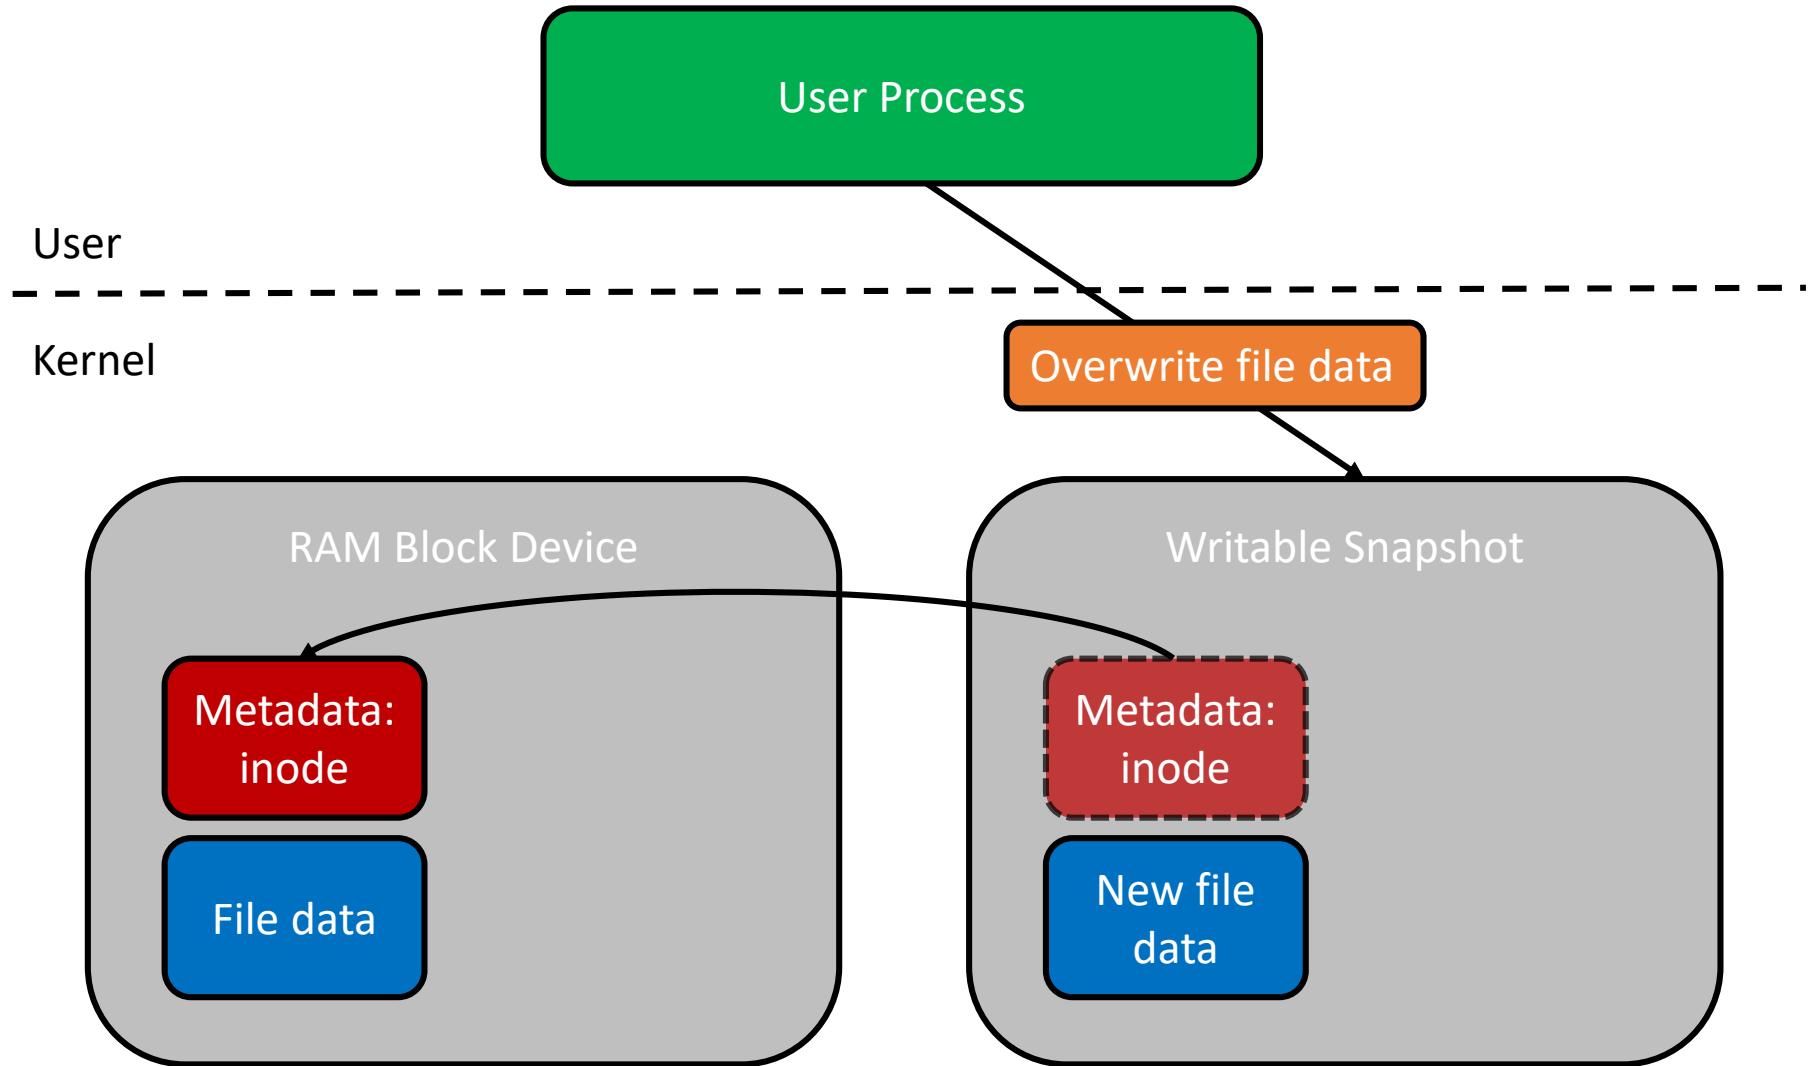 User Process
User
Kernel
Overwrite file data
RAM Block Device
Writable Snapshot
Metadata:
inode
Metadata:
inode
File data
New file
data